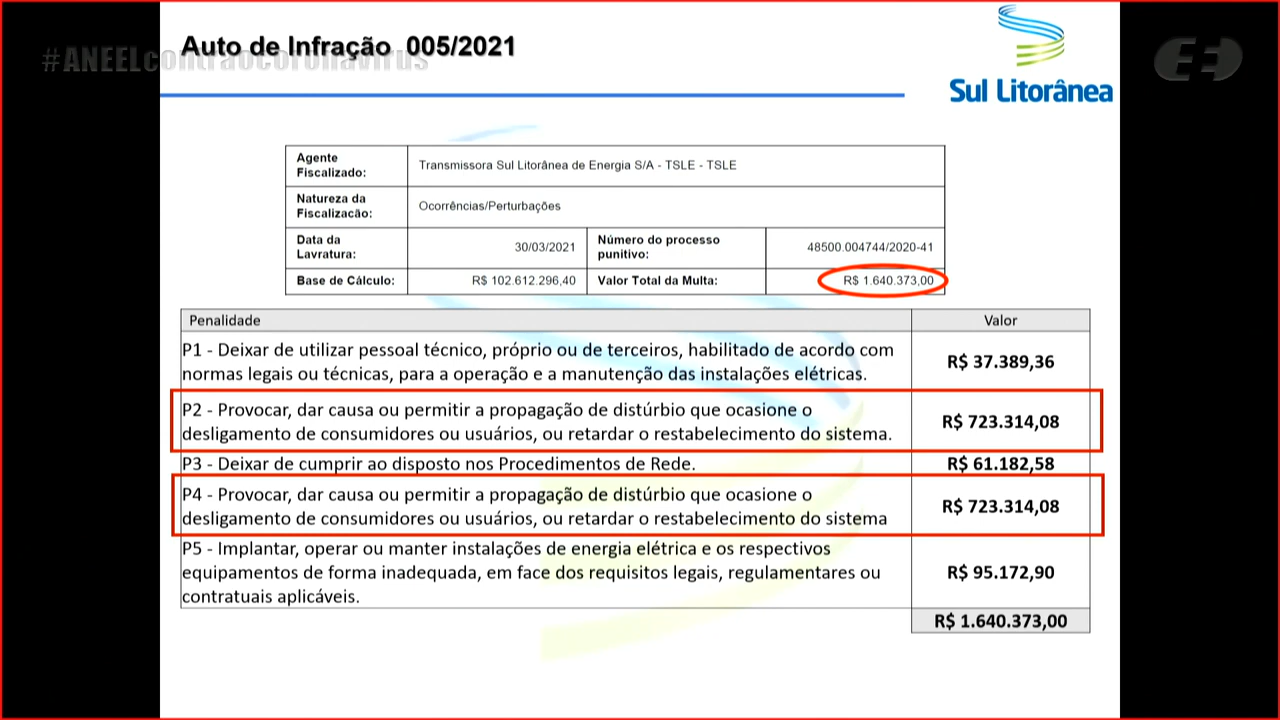 Auto de Infração 005/2021
#ANEELcontraocoronavírus
Sul Litorânea
Agente
Fiscalizado:
Transmissora Sul Litorânea de Energia S/A - TSLE - TSLE
Natureza da
Fiscalizacão:
Ocorrências/Perturbações
Data da
Lavratura:
30/03/2021
Número do processo
punitivo:
48500.004744/2020-41
Base de Cálculo:
R$ 102.612.296,40
Valor Total da Multa:
R$ 1.640.373,00
Penalidade
Valor
P1 - Deixar de utilizar pessoal técnico, próprio ou de terceiros, habilitado de acordo com
normas legais ou técnicas, para a operação e a manutenção das instalações elétricas.
R$ 37.389,36
P2 - Provocar, dar causa ou permitir a propagação de distúrbio que ocasione o
desligamento de consumidores ou usuários, ou retardar o restabelecimento do sistema.
R$ 723.314,08
P3 - Deixar de cumprir ao disposto nos Procedimentos de Rede.
R$ 61.182,58
P4 - Provocar, dar causa ou permitir a propagação de distúrbio que ocasione o
desligamento de consumidores ou usuários, ou retardar o restabelecimento do sistema
R$ 723.314,08
P5 - Implantar, operar ou manter instalações de energia elétrica e os respectivos
equipamentos de forma inadequada, em face dos requisitos legais, regulamentares ou
contratuais aplicáveis.
R$ 95.172,90
R$ 1.640.373,00